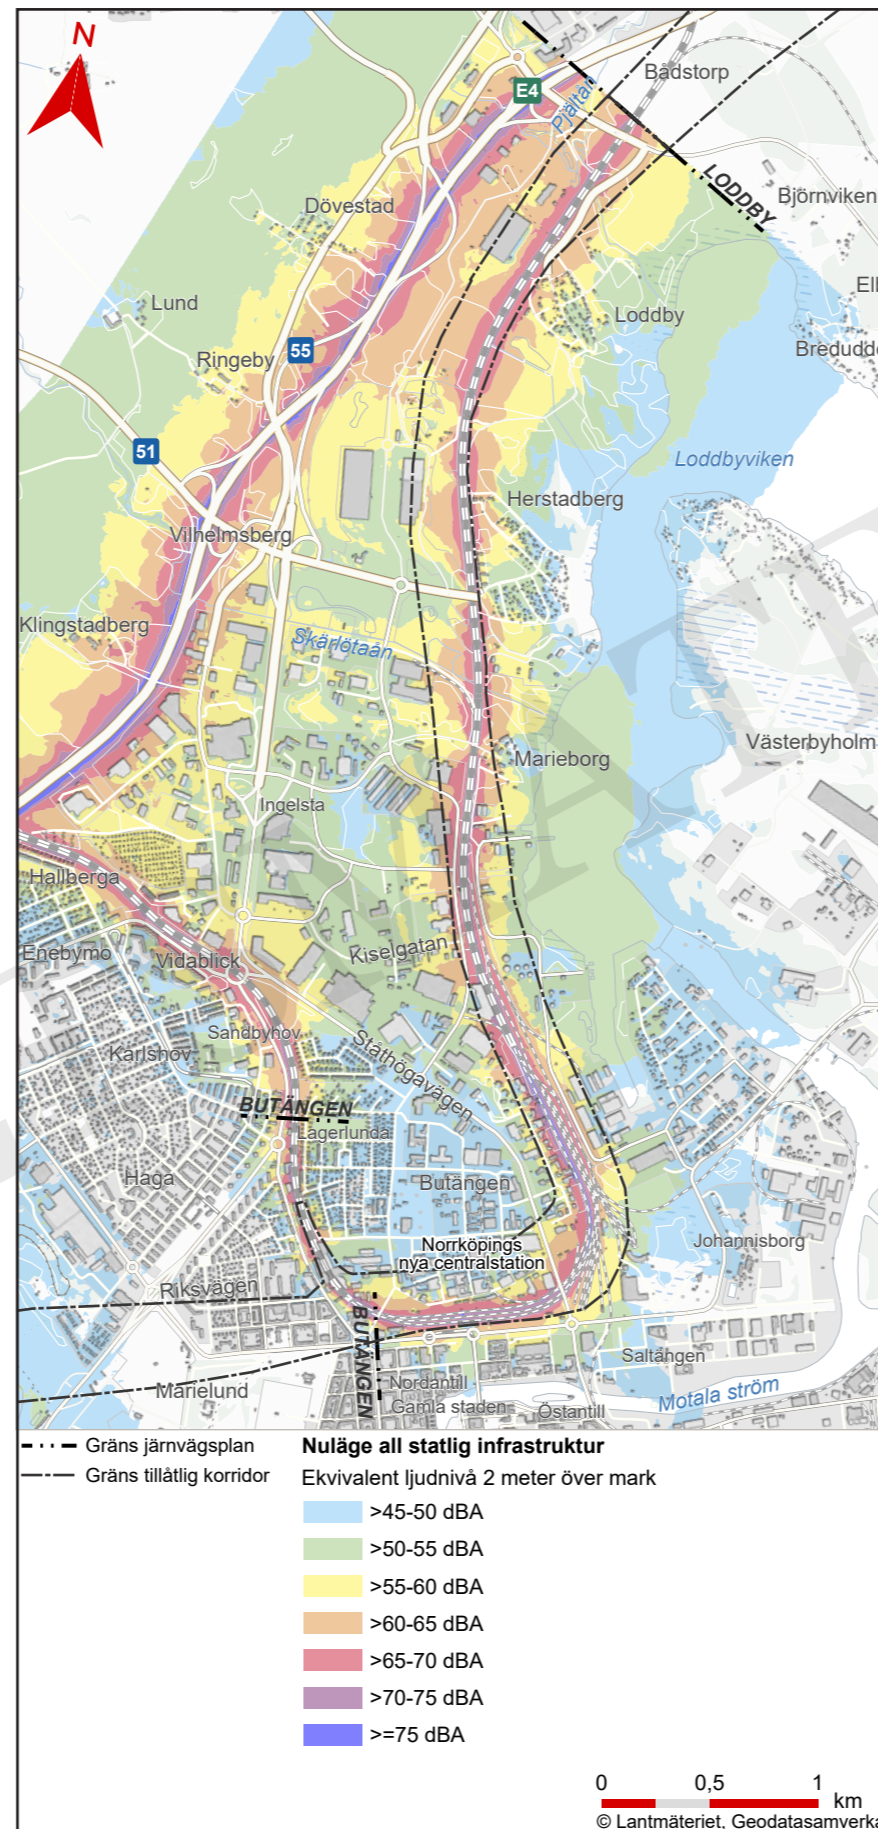 N
Bådstorp
E4
Pjältan
LODDBY
Björnviken
Dövestad
Lund
Loddby
Ringeby
55
51
Loddbyviken
Herstadberg
Vilhelmsberg
Klingstadberg
Skärlötaån
Västerbyholm
Marieborg
Ingelsta
Hallberga
Kiselgatan
Enebymo
Vidablick
Sandbyhov
Karlshov
Ståthögavägen
BUTÄNGEN
Lagerlunda
Haga
Butängen
Norrköpings
nya centralstation
Johannisborg
Riksvägen
BUTÄNGEN
Saltängen
Marielund
Nordantill
Motala ström
Gamla staden
Östantill
Gräns järnvägsplan
Gräns tillåtlig korridor
Nuläge all statlig infrastruktur
Ekvivalent ljudnivå 2 meter över mark
>45-50 dBA
>50-55 dBA
>55-60 dBA
>60-65 dBA
>65-70 dBA
>70-75 dBA
>=75 dBA
0 0,5 1
km
© Lantmäteriet, Geodatasamverka